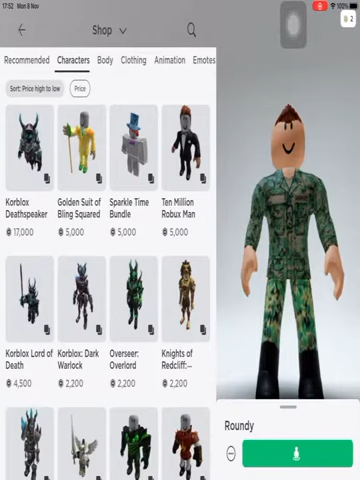 17:52 Mon 8 Nov
100%
Shop
2
Recommended Characters Body Clothing Animation Emotes
Sort: Price high to low Price
Korblox Deathspeaker
17,000
Golden Suit of Bling Squared
5,000
Sparkle Time Bundle
5,000
Ten Million Robux Man
5,000
Korblox Lord of Death
4,500
Korblox: Dark Warlock
2,200
Overseer: Overlord
2,200
Knights of Redcliff:--
2,200
Roundy